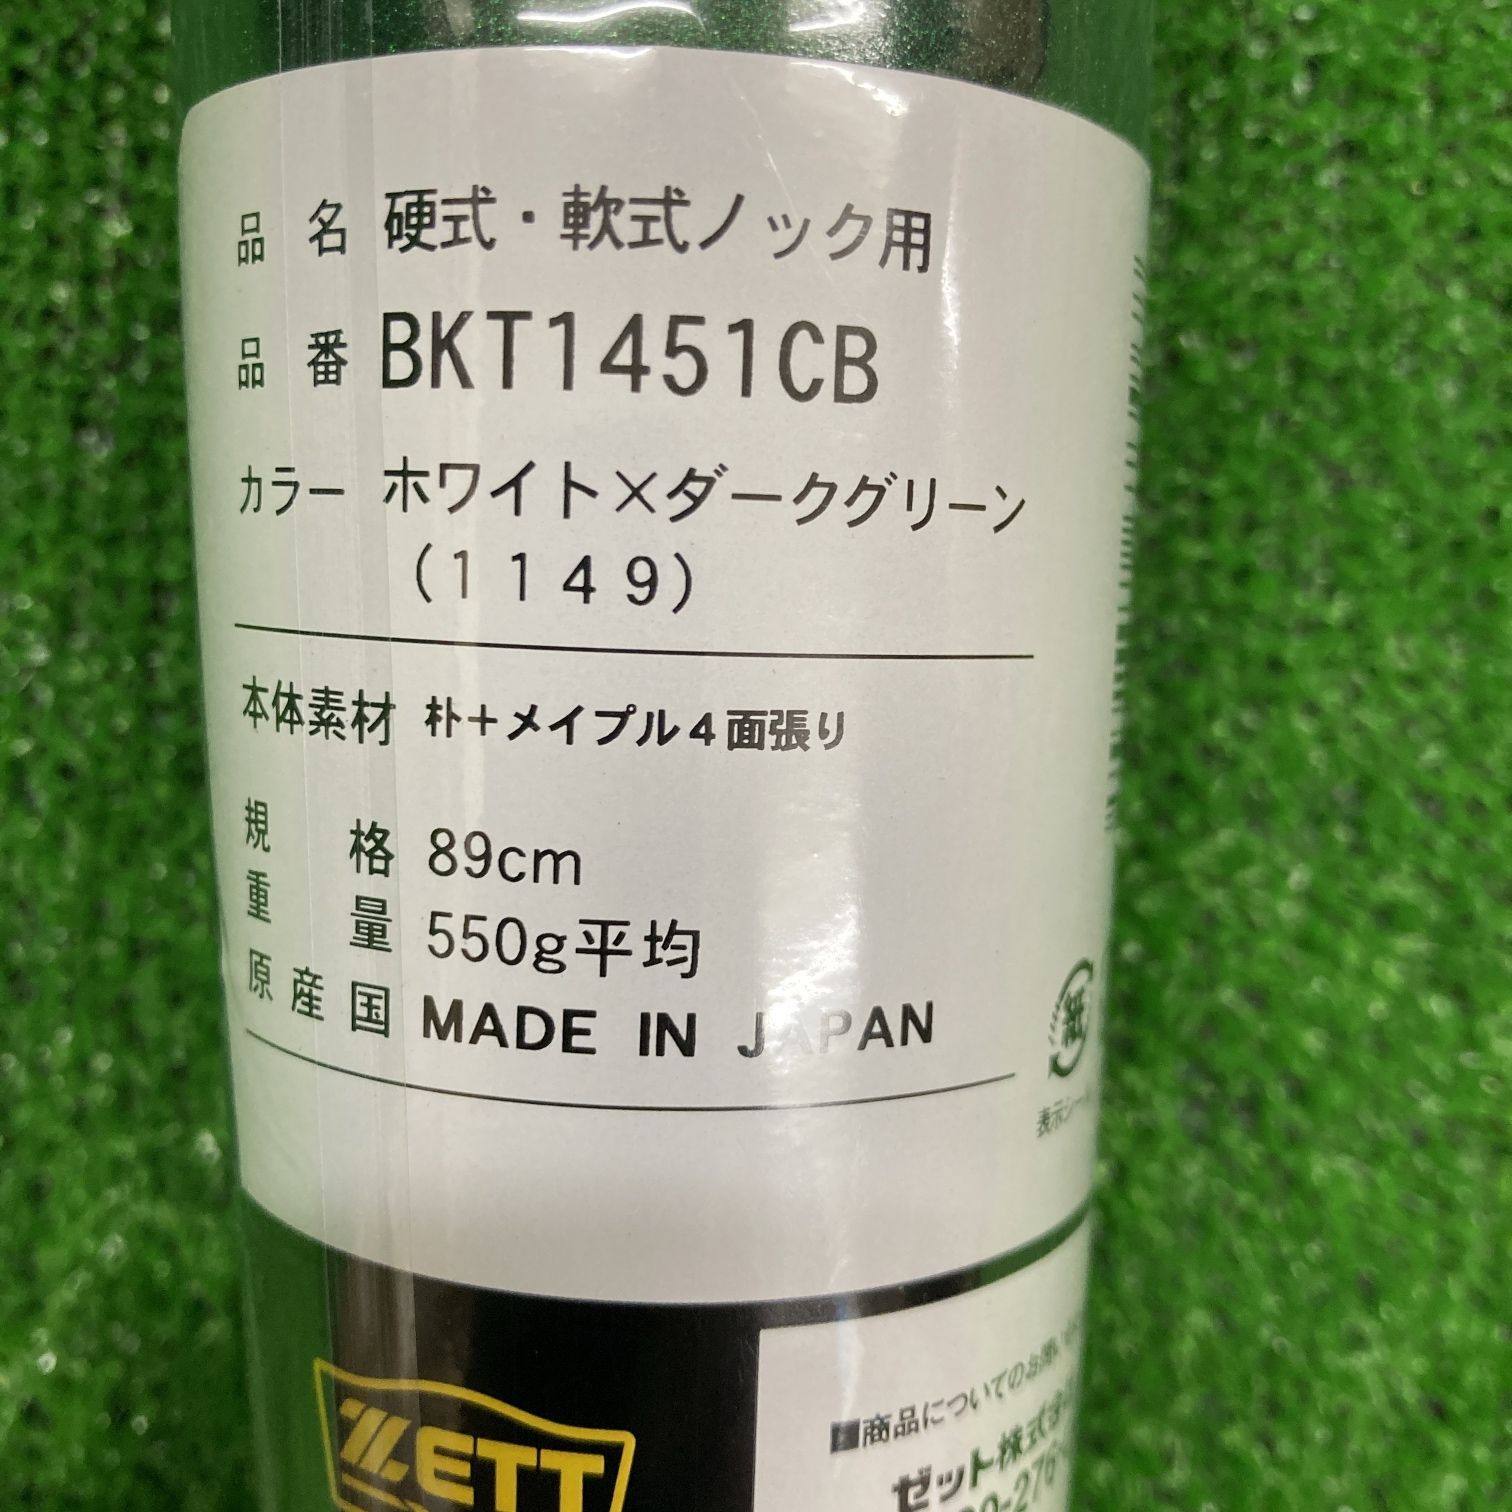 品名 硬式・軟式ノック用
品番 BKT1451CB
カラー ホワイト×ダークグリーン
(1149)
本体素材 朴+メイプル4面張り
規格 89cm
重量 550g平均
原産国 MADE IN JAPAN
紙
表示シール
ZETT
■商品についてのお問い
ゼット株式会